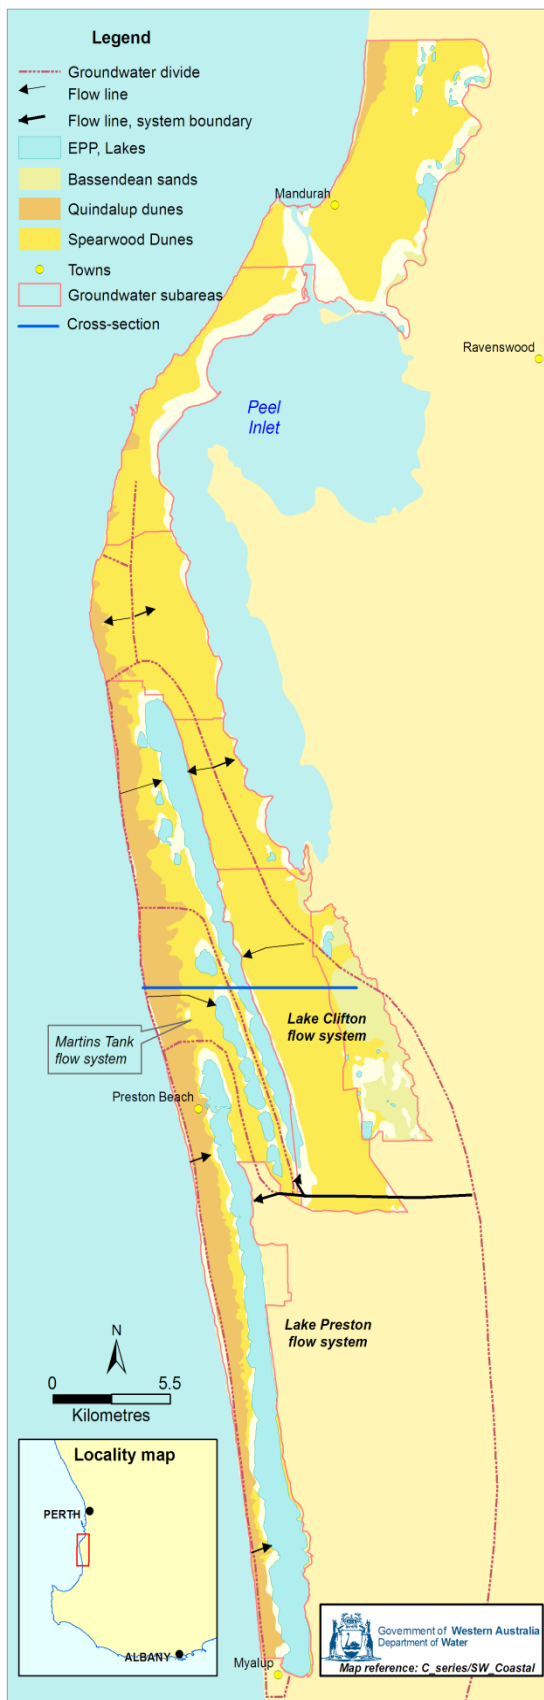 Legend
Groundwater divide
Flow line
Flow line, system boundary
EPP, Lakes
Bassendean sands
Quindalup dunes
Spearwood Dunes
Towns
Groundwater subareas
Cross-section
Mandurah
Ravenswood
Peel
Inlet
Lake Clifton
flow system
Martins Tank
flow system
Preston Beach
Lake Preston
flow system
N
0 5.5
Kilometres
Locality map
PERTH
ALBANY
Myalup
Government of Western Australia
Department of Water
Map reference: C_series/SW_Coastal